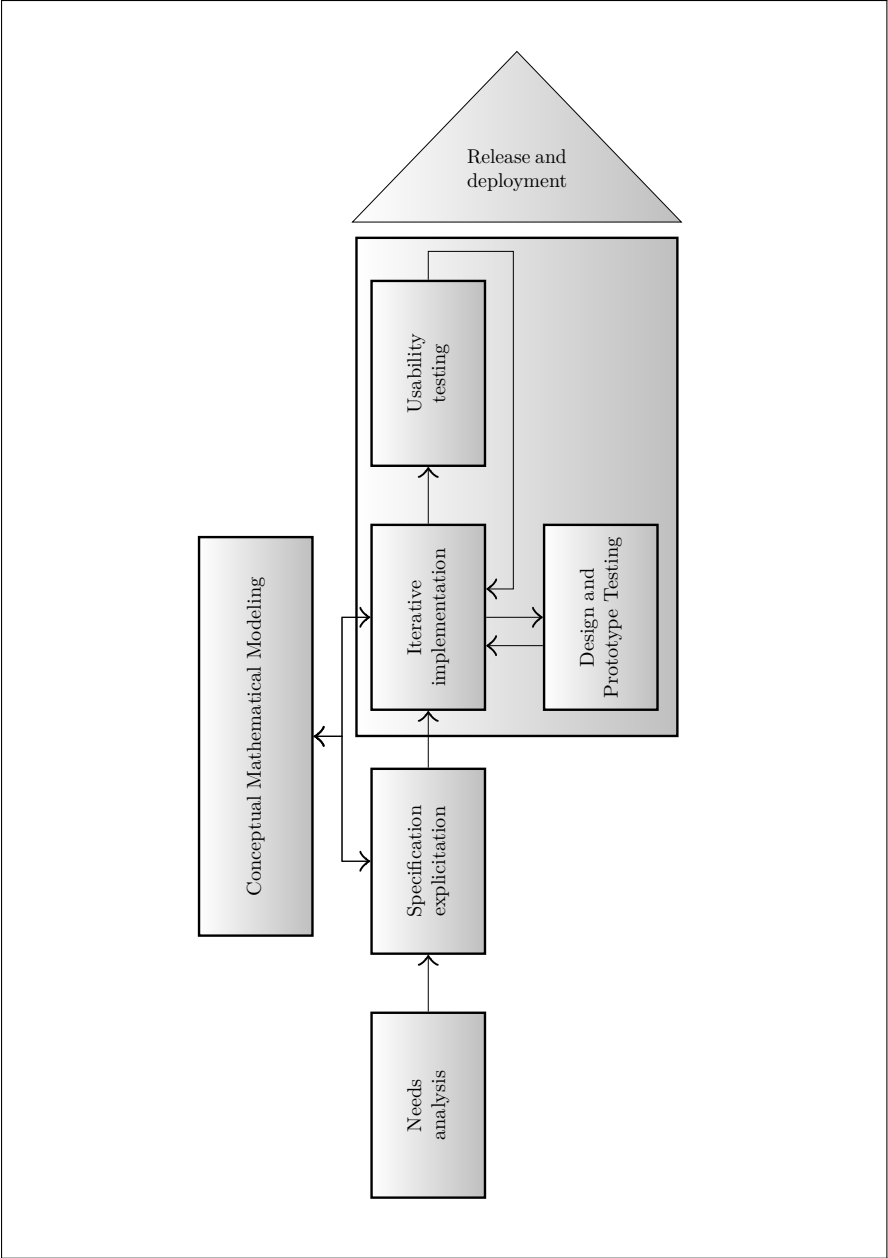 Release and
deployment
Usability
testing
Conceptual Mathematical Modeling
Iterative
implementation
Design and
Prototype Testing
Specification
explicitation
Needs
analysis